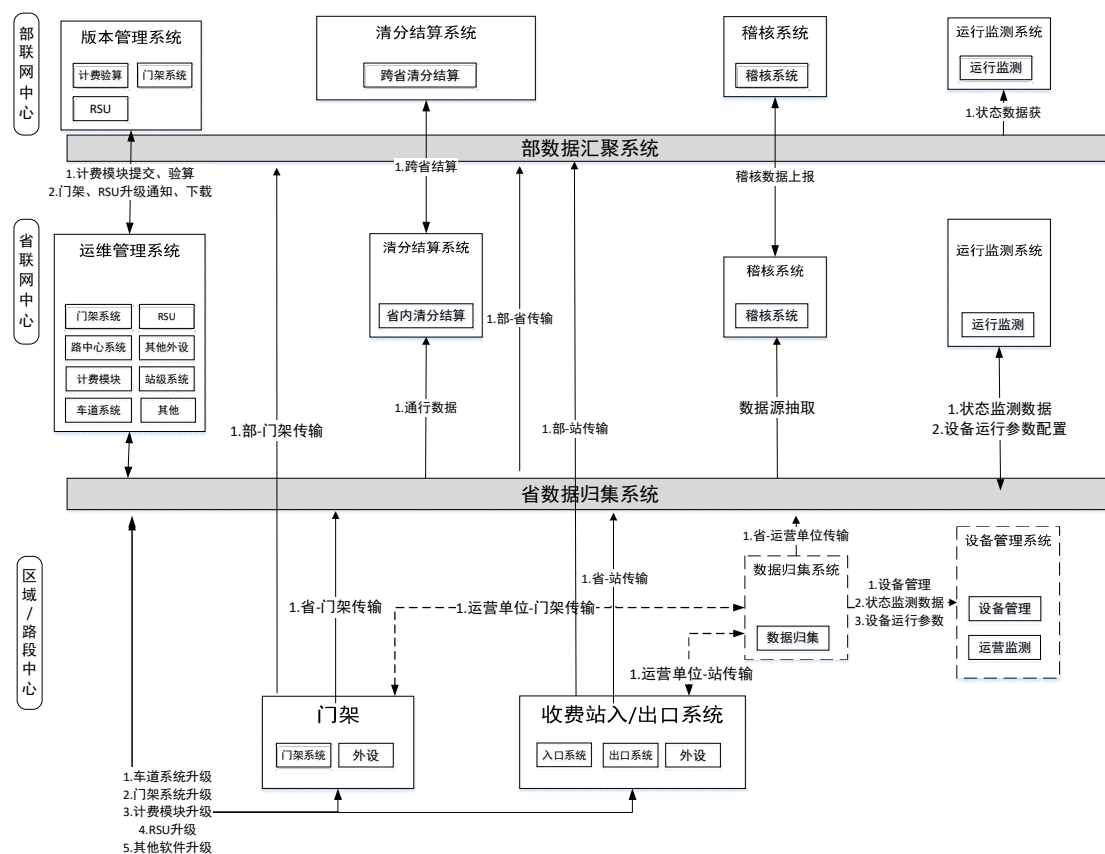 部联网中心
版本管理系统
计费验算
门架系统
RSU
清分结算系统
跨省清分结算
稽核系统
稽核系统
运行监测系统
运行监测
1.状态数据获
部数据汇聚系统
1.计费模块提交、验算
2.门架、RSU升级通知、下载
1.跨省结算
稽核数据上报
省联网中心
运维管理系统
门架系统
RSU
路中心系统
其他外设
计费模块
站级系统
车道系统
其他
清分结算系统
省内清分结算
1.部-省传输
稽核系统
稽核系统
运行监测系统
运行监测
1.部-门架传输
1.通行数据
1.部-站传输
数据源抽取
1.状态监测数据
2.设备运行参数配置
省数据归集系统
区域/路段中心
1.省-门架传输
1.运营单位-门架传输
1.省-站传输
1.省-运营单位传输
数据归集系统
数据归集
1.运营单位-站传输
1.设备管理
2.状态监测数据
3.设备运行参数
设备管理系统
设备管理
运营监测
门架
门架系统
外设
收费站入/出口系统
入口系统
出口系统
外设
1.车道系统升级
2.门架系统升级
3.计费模块升级
4.RSU升级
5.其他软件升级